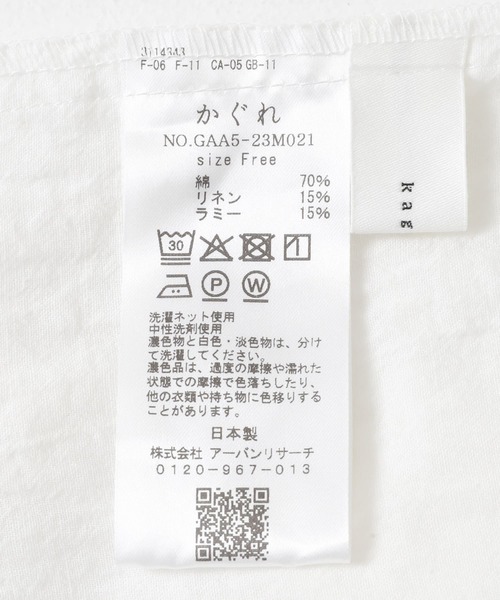 3114343
F-06 F-11 CA-05 GB-11
かぐれ
NO.GAA5-23M021
size Free
綿 70%
リネン 15%
ラミー 15%
30
P W
洗濯ネット使用
中性洗剤使用
濃色物と白色・淡色物は、分け
て洗濯してください。
濃色品は、過度の摩擦や濡れた
状態での摩擦で色落ちしたり、
他の衣類や持ち物に色移りする
ことがあります。
日本製
株式会社 アーバンリサーチ
0120-967-013
kag